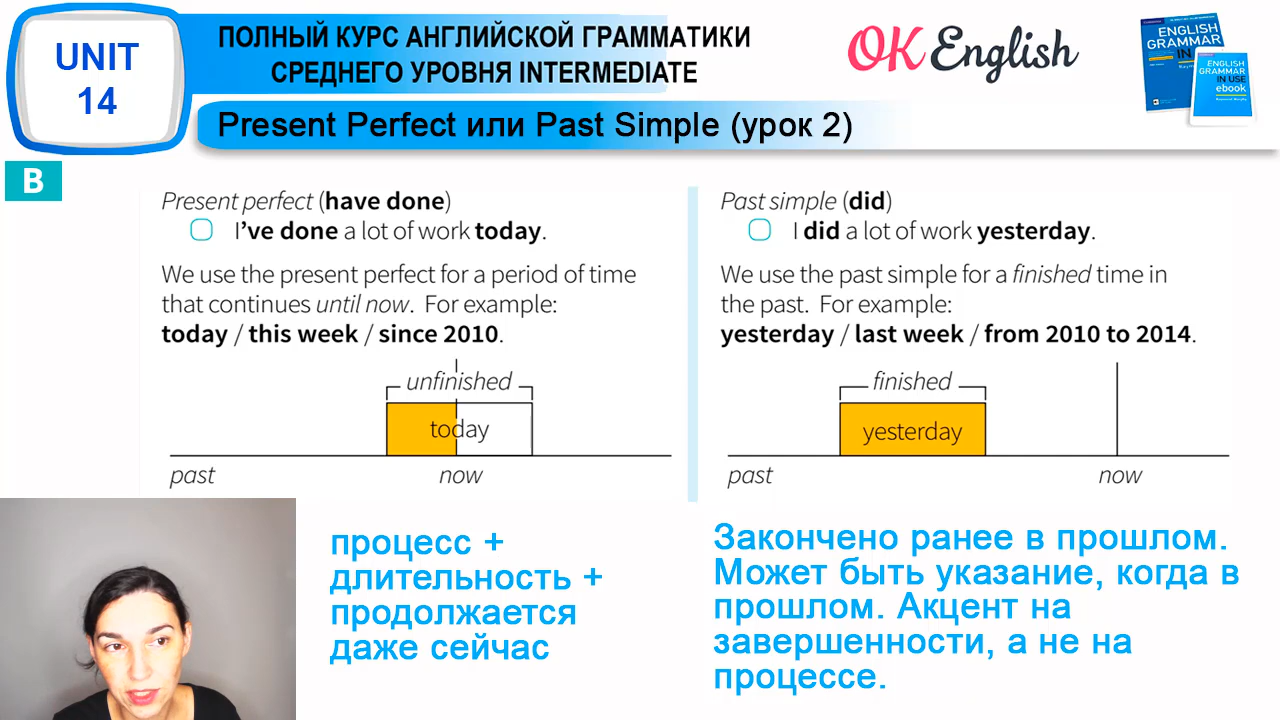 UNIT
14
ПОЛНЫЙ КУРС АНГЛИЙСКОЙ ГРАММАТИКИ
СРЕДНЕГО УРОВНЯ INTERMEDIATE
OK English
ENGLISH
GRAMMAR
IN USE
ENGLISH
GRAMMAR
IN USE
ebook
Present Perfect или Past Simple (урок 2)
B
Present perfect (have done)
I've done a lot of work today.
We use the present perfect for a period of time
that continues until now. For example:
today / this week / since 2010.
unfinished
today
past now
Past simple (did)
I did a lot of work yesterday.
We use the past simple for a finished time in
the past. For example:
yesterday / last week / from 2010 to 2014.
finished
yesterday
past now
процесс +
длительность +
продолжается
даже сейчас
Закончено ранее в прошлом.
Может быть указание, когда в
прошлом. Акцент на
завершенности, а не на
процессе.